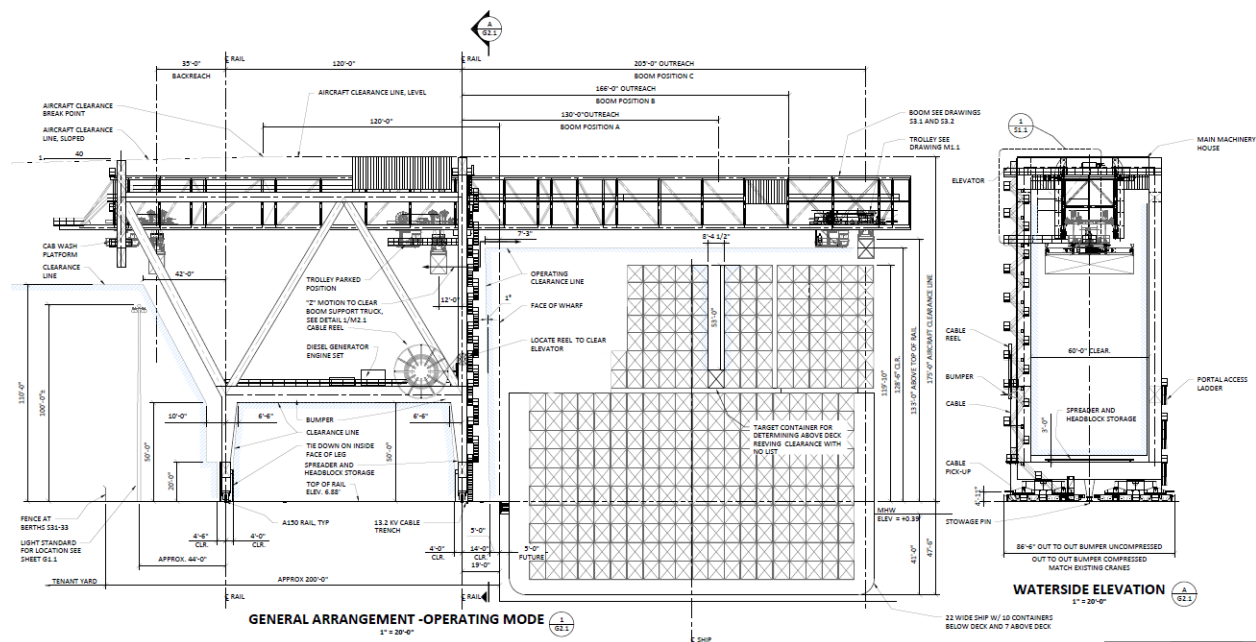 A
G2.1
35'-0"
BACKREACH
℄ RAIL
120'-0"
℄ RAIL
205'-0" OUTREACH
BOOM POSITION C
AIRCRAFT CLEARANCE LINE, LEVEL
166'-0" OUTREACH
BOOM POSITION B
AIRCRAFT CLEARANCE
BREAK POINT
130'-0"OUTREACH
BOOM POSITION A
120'-0"
BOOM SEE DRAWINGS
S3.1 AND S3.2
TROLLEY SEE
DRAWING M1.1
AIRCRAFT CLEARANCE
LINE, SLOPED
1
40
1
S1.1
MAIN MACHINERY
HOUSE
ELEVATOR
CAB WASH
PLATFORM
CLEARANCE
LINE
42'-0"
7'-3"
8'-4 1/2"
TROLLEY PARKED
POSITION
OPERATING
CLEARANCE LINE
"Z" MOTION TO CLEAR
BOOM SUPPORT TRUCK,
SEE DETAIL 1/M2.1
CABLE REEL
12'-0"
1°
FACE OF WHARF
53'-0"
DIESEL GENERATOR
ENGINE SET
LOCATE REEL TO CLEAR
ELEVATOR
110'-0"
100'-0"±
119'-10"
128'-6" CLR.
133'-0" ABOVE TOP OF RAIL
175'-0" AIRCRAFT CLEARANCE LINE
CABLE
REEL
60'-0" CLEAR.
BUMPER
PORTAL ACCESS
LADDER
CABLE
SPREADER AND
HEADBLOCK STORAGE
3'-0"
10'-0"
6'-6"
BUMPER
6'-6"
CLEARANCE LINE
TIE DOWN ON INSIDE
FACE OF LEG
50'-0"
50'-0"
TARGET CONTAINER FOR
DETERMINING ABOVE DECK
REEVING CLEARANCE WITH
NO LIST
20'-0"
SPREADER AND
HEADBLOCK STORAGE
TOP OF RAIL
ELEV. 6.88'
CABLE
PICK-UP
4'-11"
FENCE AT
BERTHS S31-33
A150 RAIL, TYP
13.2 KV CABLE
TRENCH
MHW
ELEV = +0.39'
STOWAGE PIN
LIGHT STANDARD
FOR LOCATION SEE
SHEET G1.1
4'-6"
CLR.
4'-0"
CLR.
5'-0"
4'-0"
CLR.
14'-0"
CLR.
5'-0"
FUTURE
19'-0"
41'-0"
47'-6"
86'-6" OUT TO OUT BUMPER UNCOMPRESSED
OUT TO OUT BUMPER COMPRESSED
MATCH EXISTING CRANES
APPROX. 44'-0"
TENANT YARD
APPROX 200'-0"
℄ RAIL
℄ RAIL
WATERSIDE ELEVATION
1" = 20'-0"
A
G2.1
GENERAL ARRANGEMENT -OPERATING MODE
1" = 20'-0"
1
G2.1
22 WIDE SHIP W/ 10 CONTAINERS
BELOW DECK AND 7 ABOVE DECK
℄ SHIP